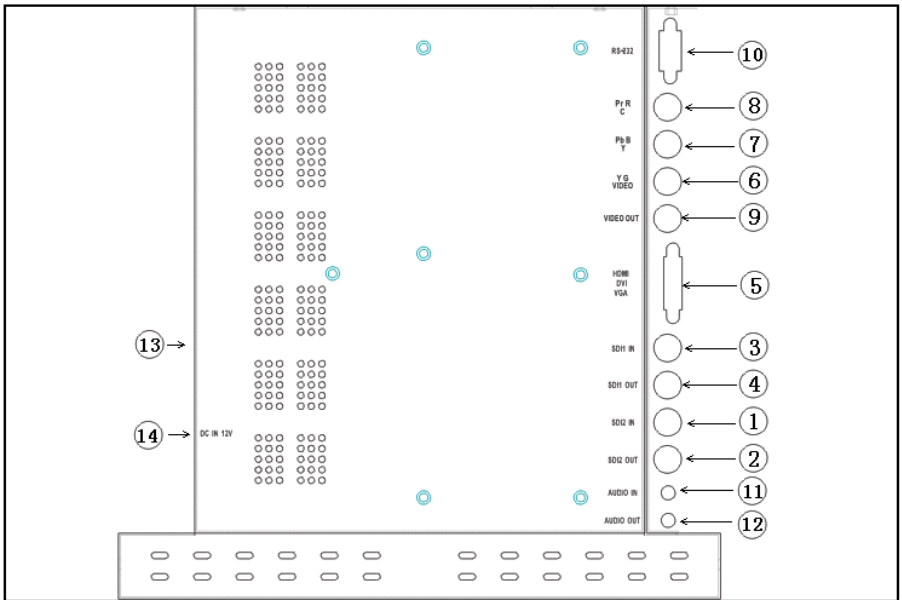 RS-232
⑩
Pr R
C
⑧
Pb B
Y
⑦
Y G
VIDEO
⑥
VIDEO OUT
⑨
HDMI
DVI
VGA
⑤
⑬
SDI1 IN
③
SDI1 OUT
④
⑭
DC IN 12V
SDI2 IN
①
SDI2 OUT
②
AUDIO IN
⑪
AUDIO OUT
⑫